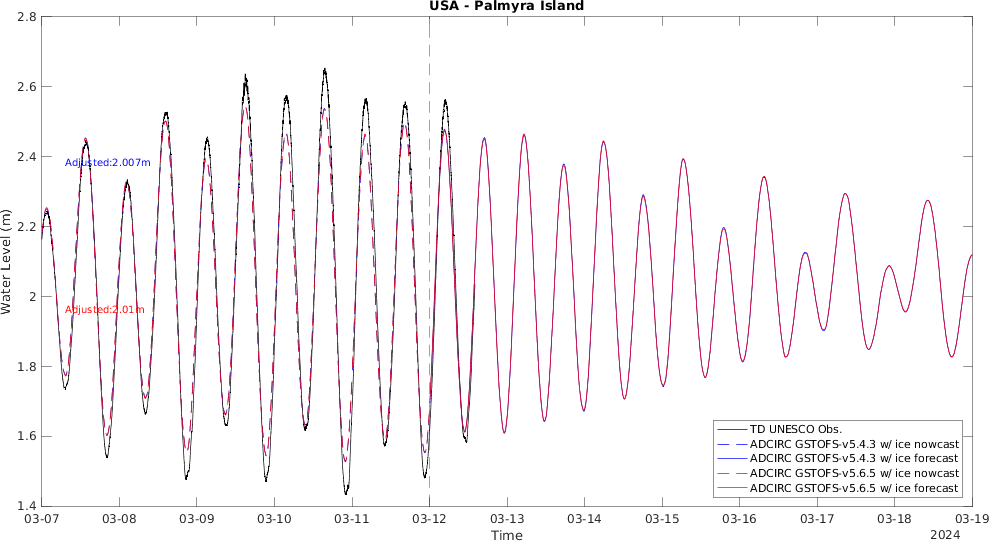 USA - Palmyra Island
2.8
2.6
2.4
2.2
2
1.8
1.6
1.4
Water Level (m)
Adjusted:2.007m
Adjusted:2.01m
TD UNESCO Obs.
ADCIRC GSTOFS-v5.4.3 w/ ice nowcast
ADCIRC GSTOFS-v5.4.3 w/ ice forecast
ADCIRC GSTOFS-v5.6.5 w/ ice nowcast
ADCIRC GSTOFS-v5.6.5 w/ ice forecast
03-07 03-08 03-09 03-10 03-11 03-12 03-13 03-14 03-15 03-16 03-17 03-18 03-19
Time
2024